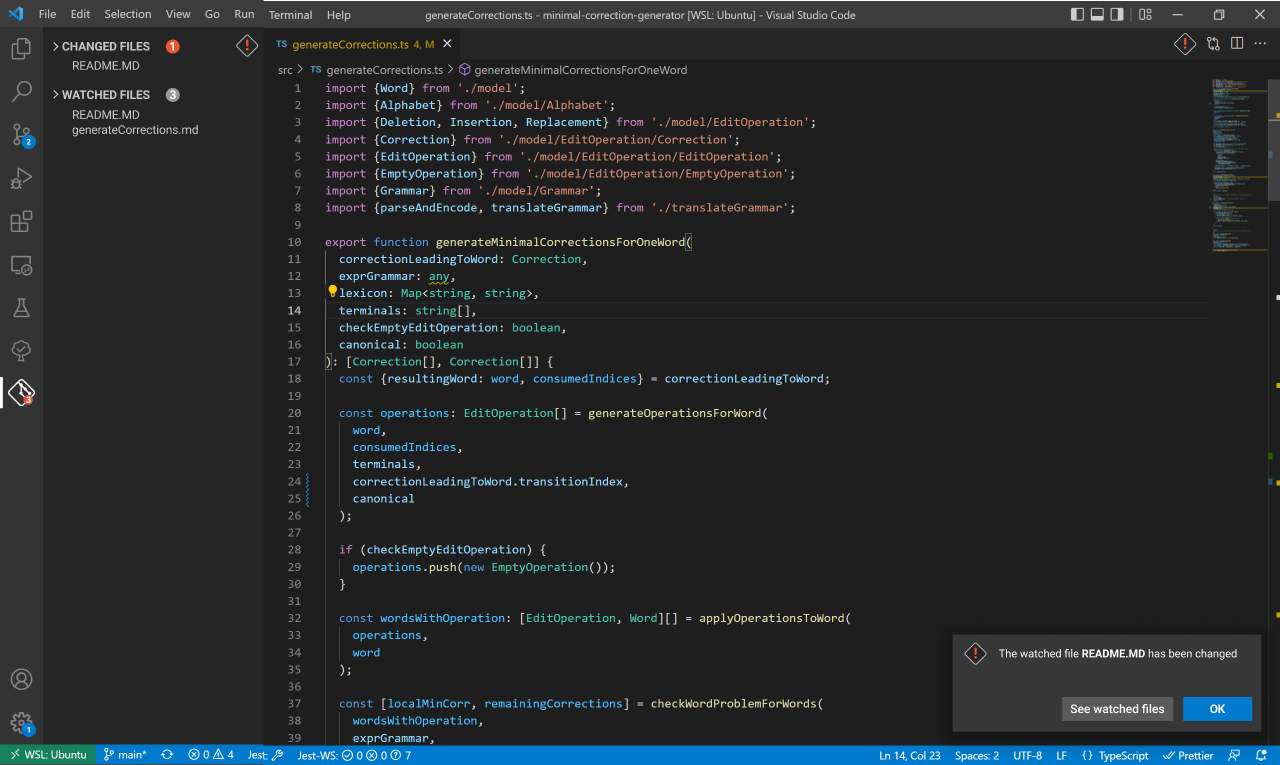 File Edit Selection View Go Run Terminal Help generateCorrections.ts - minimal-correction-generator [WSL: Ubuntu] - Visual Studio Code
CHANGED FILES 1
README.MD
WATCHED FILES 3
README.MD
generateCorrections.md
2
3
1
TS generateCorrections.ts 4, M
src > TS generateCorrections.ts > generateMinimalCorrectionsForOneWord
1 import {Word} from './model';
2 import {Alphabet} from './model/Alphabet';
3 import {Deletion, Insertion, Replacement} from './model/EditOperation';
4 import {Correction} from './model/EditOperation/Correction';
5 import {EditOperation} from './model/EditOperation/EditOperation';
6 import {EmptyOperation} from './model/EditOperation/EmptyOperation';
7 import {Grammar} from './model/Grammar';
8 import {parseAndEncode, translateGrammar} from './translateGrammar';
9
10 export function generateMinimalCorrectionsForOneWord(
11 correctionLeadingToWord: Correction,
12 exprGrammar: any,
13 lexicon: Map<string, string>,
14 terminals: string[],
15 checkEmptyEditOperation: boolean,
16 canonical: boolean
17 ): [Correction[], Correction[]] {
18 const {resultingWord: word, consumedIndices} = correctionLeadingToWord;
19
20 const operations: EditOperation[] = generateOperationsForWord(
21 word,
22 consumedIndices,
23 terminals,
24 correctionLeadingToWord.transitionIndex,
25 canonical
26 );
27
28 if (checkEmptyEditOperation) {
29 operations.push(new EmptyOperation());
30 }
31
32 const wordsWithOperation: [EditOperation, Word][] = applyOperationsToWord(
33 operations,
34 word
35 );
36
37 const [localMinCorr, remainingCorrections] = checkWordProblemForWords(
38 wordsWithOperation,
39 exprGrammar,
The watched file README.MD has been changed
See watched files OK
WSL: Ubuntu main* 0 4 Jest: Jest-WS: 0 0 7 Ln 14, Col 23 Spaces: 2 UTF-8 LF {} TypeScript Prettier